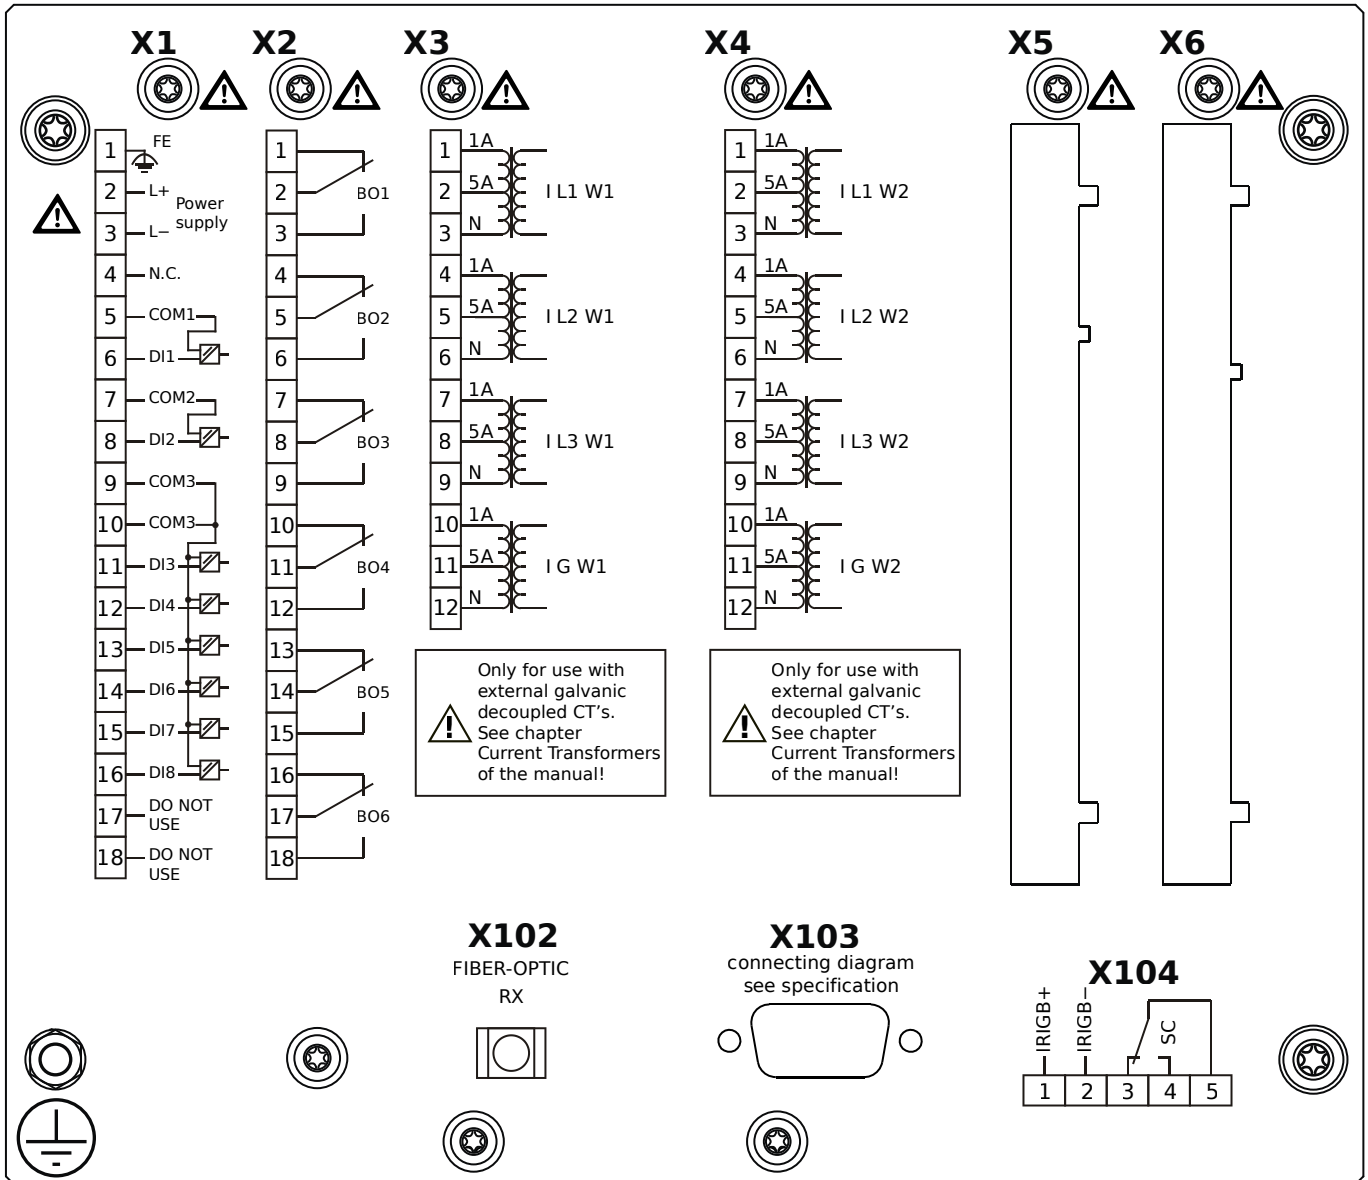 X1 X2 X3 X4 X5 X6
1 FE
2 L+
Power
supply
3 L−
4 N.C.
5 COM1
6 DI1
7 COM2
8 DI2
9 COM3
10 COM3
11 DI3
12 DI4
13 DI5
14 DI6
15 DI7
16 DI8
17 DO NOT
USE
18 DO NOT
USE
1
2 BO1
3
4
5 BO2
6
7
8 BO3
9
10
11 BO4
12
13
14 BO5
15
16
17 BO6
18
1 1A
2 5A I L1 W1
3 N
4 1A
5 5A I L2 W1
6 N
7 1A
8 5A I L3 W1
9 N
10 1A
11 5A I G W1
12 N
Only for use with
external galvanic
decoupled CT's.
See chapter
Current Transformers
of the manual!
!
1 1A
2 5A I L1 W2
3 N
4 1A
5 5A I L2 W2
6 N
7 1A
8 5A I L3 W2
9 N
10 1A
11 5A I G W2
12 N
Only for use with
external galvanic
decoupled CT's.
See chapter
Current Transformers
of the manual!
!
X102
FIBER-OPTIC
RX
X103
connecting diagram
see specification
X104
IRIGB+
IRIGB−
SC
1 2 3 4 5